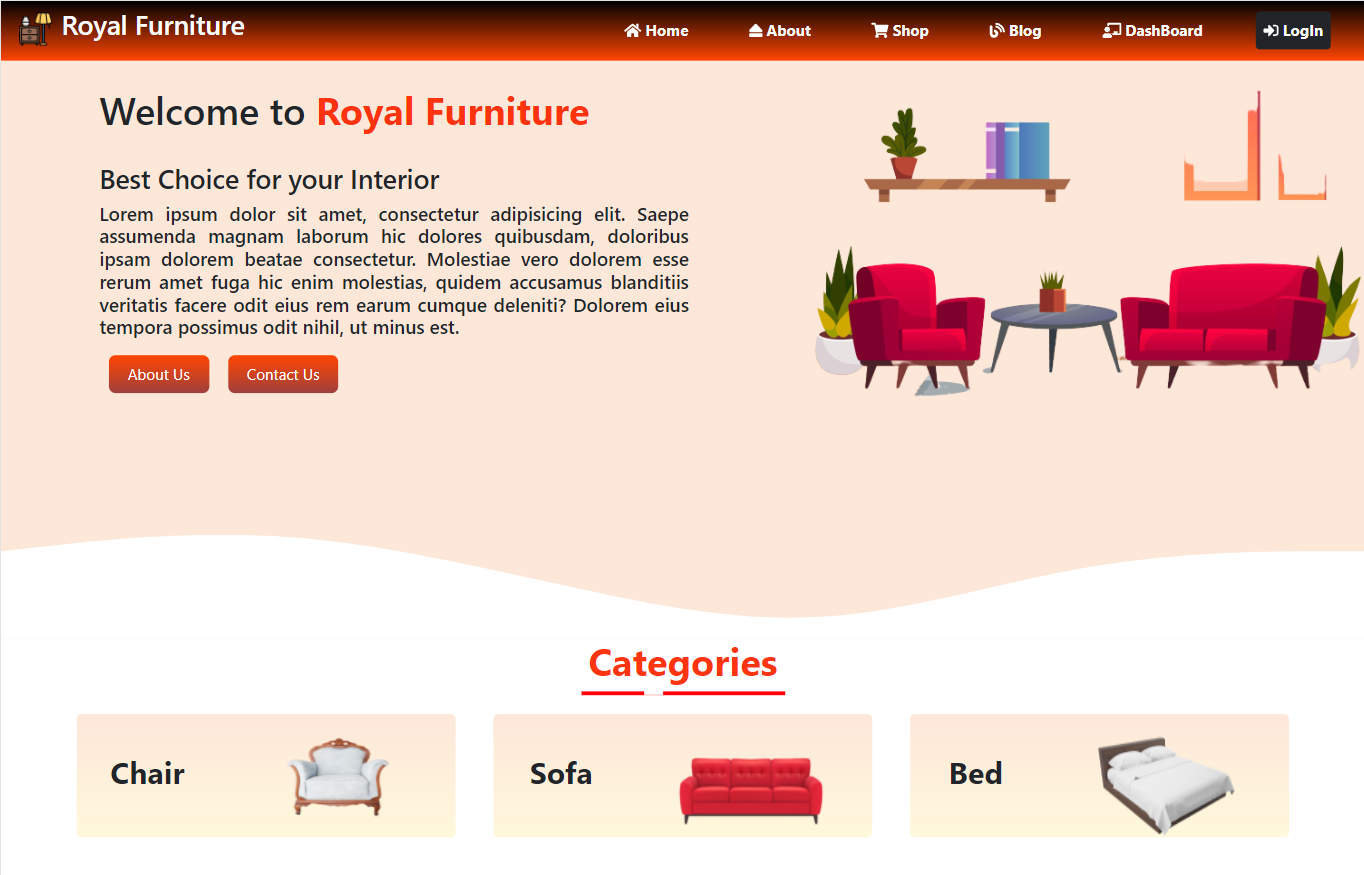 Royal Furniture
Home
About
Shop
Blog
DashBoard
LogIn
Welcome to Royal Furniture
Best Choice for your Interior
Lorem ipsum dolor sit amet, consectetur adipisicing elit. Saepe
assumenda magnam laborum hic dolores quibusdam, doloribus
ipsam dolorem beatae consectetur. Molestiae vero dolorem esse
rerum amet fuga hic enim molestias, quidem accusamus blanditiis
veritatis facere odit eius rem earum cumque deleniti? Dolorem eius
tempora possimus odit nihil, ut minus est.
About Us
Contact Us
Categories
Chair
Sofa
Bed